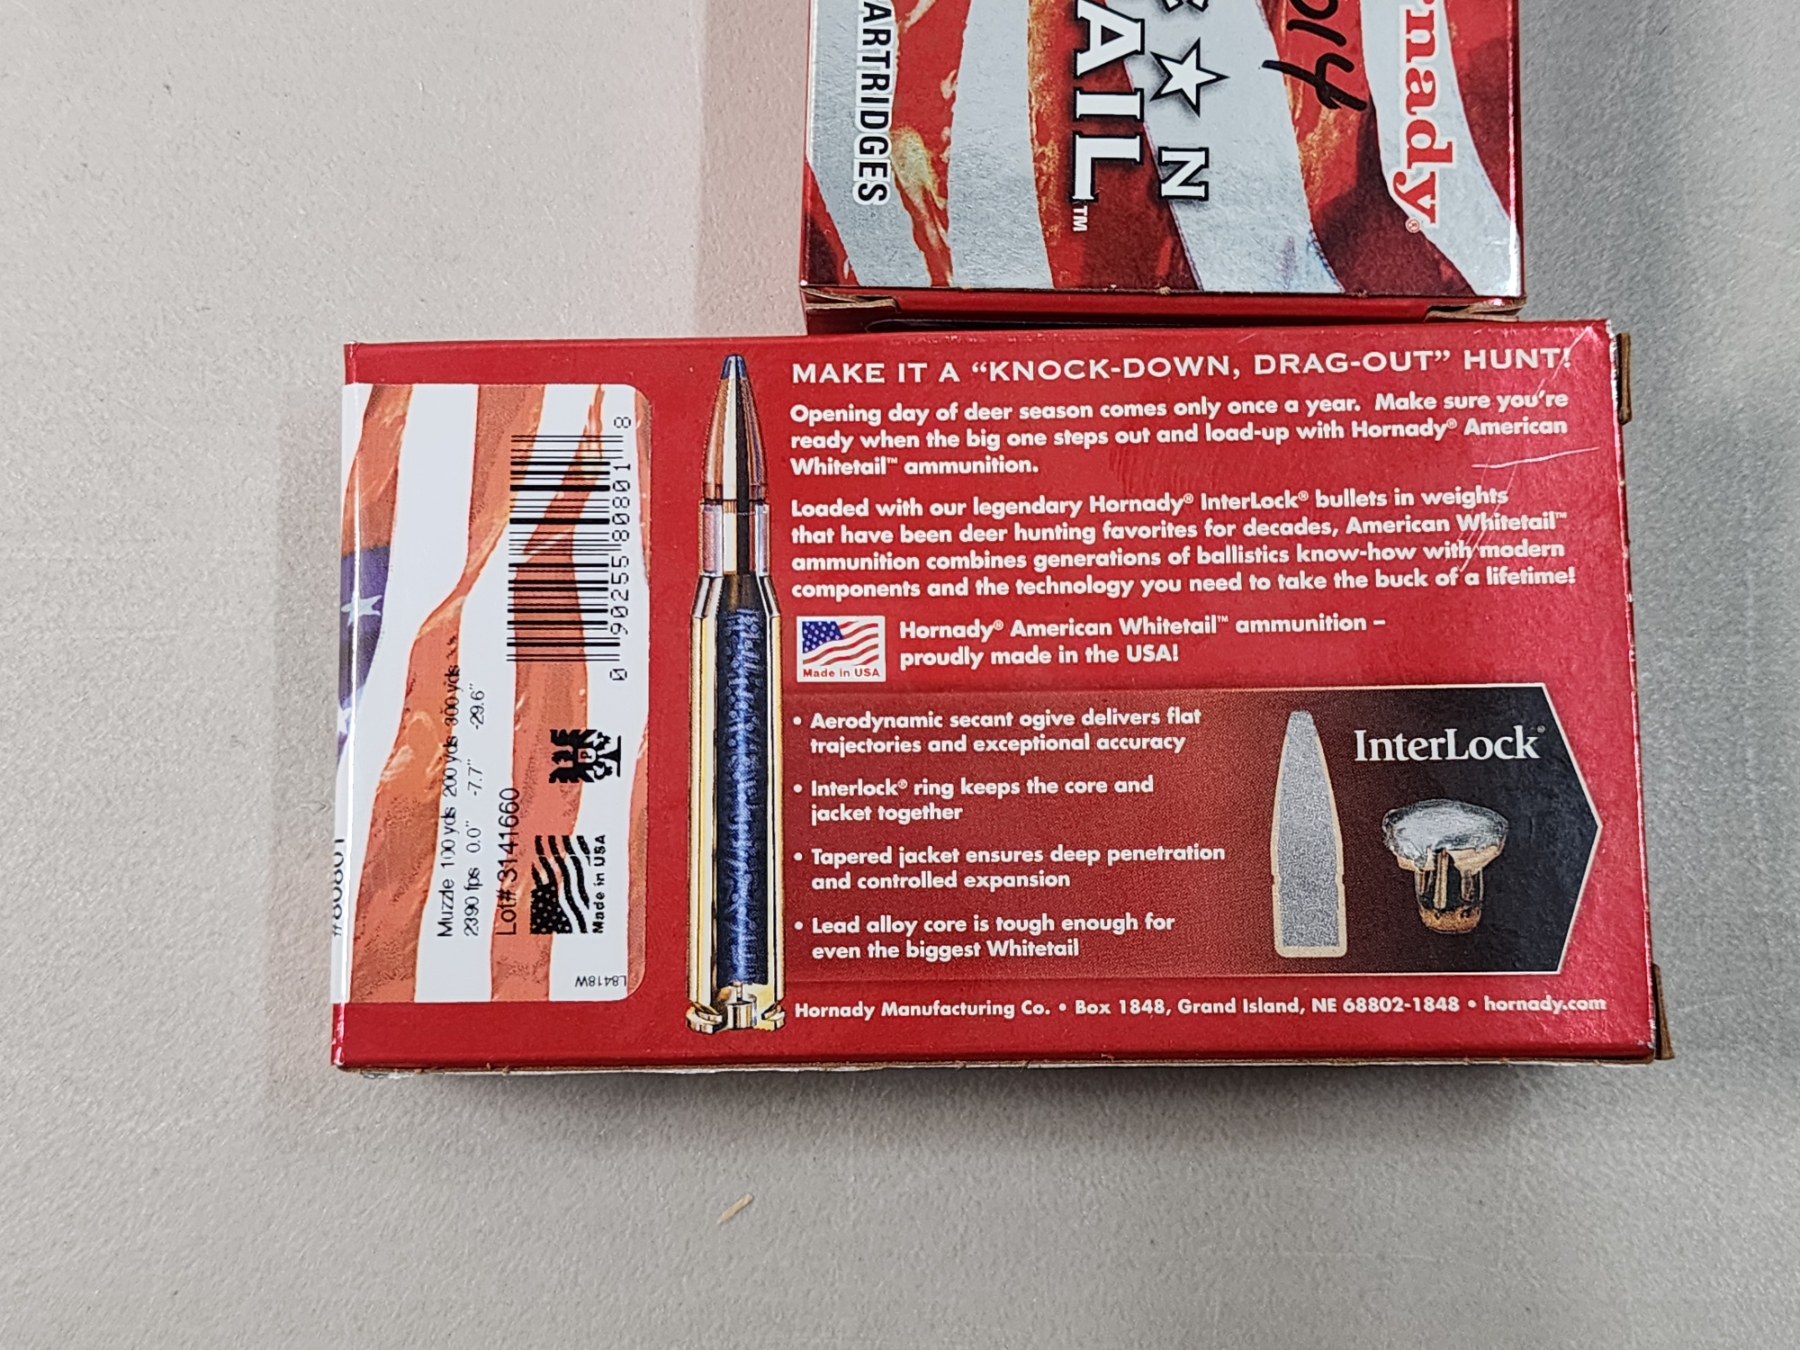 rnady®
014
N
AIL™
ARTRIDGES
MAKE IT A “KNOCK-DOWN, DRAG-OUT” HUNT!
Opening day of deer season comes only once a year. Make sure you’re
ready when the big one steps out and load-up with Hornady® American
Whitetail™ ammunition.
Loaded with our legendary Hornady® InterLock® bullets in weights
that have been deer hunting favorites for decades, American Whitetail™
ammunition combines generations of ballistics know-how with modern
components and the technology you need to take the buck of a lifetime!
Made in USA
Hornady® American Whitetail™ ammunition –
proudly made in the USA!
• Aerodynamic secant ogive delivers flat
trajectories and exceptional accuracy
• Interlock® ring keeps the core and
jacket together
• Tapered jacket ensures deep penetration
and controlled expansion
• Lead alloy core is tough enough for
even the biggest Whitetail
InterLock®
Hornady Manufacturing Co. • Box 1848, Grand Island, NE 68802-1848 • hornady.com
#80801
Muzzle 100 yds 200 yds 300 yds
2390 fps 0.0" -7.7" -29.6"
Lot# 3141660
Made in USA
0 90255 80801 8
L8418W